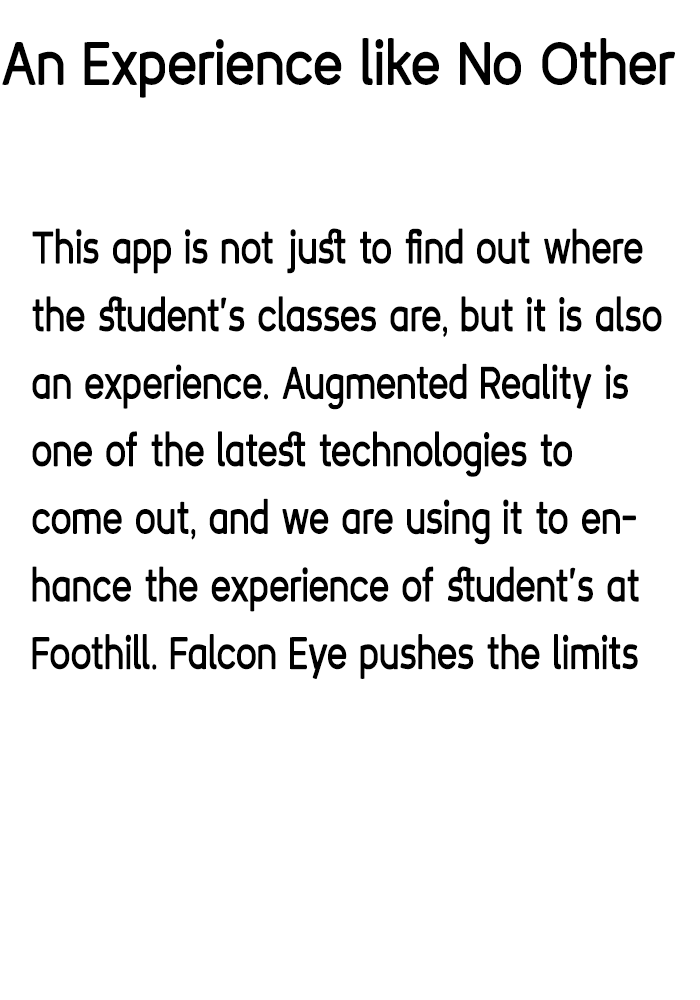 An Experience like No Other
This app is not just to find out where
the student's classes are, but it is also
an experience. Augmented Reality is
one of the latest technologies to
come out, and we are using it to en-
hance the experience of student's at
Foothill. Falcon Eye pushes the limits